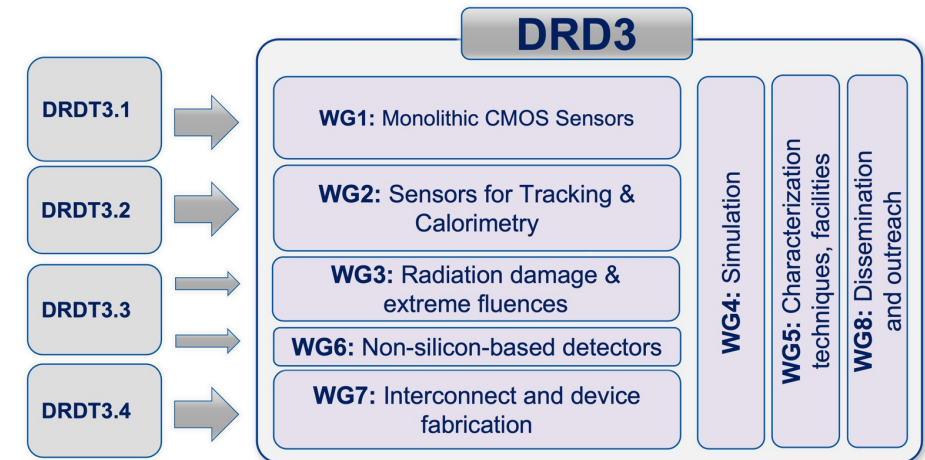 DRD3
DRDT3.1
DRDT3.2
DRDT3.3
DRDT3.4
WG1: Monolithic CMOS Sensors
WG2: Sensors for Tracking &
Calorimetry
WG3: Radiation damage &
extreme fluences
WG6: Non-silicon-based detectors
WG7: Interconnect and device
fabrication
WG4: Simulation
WG5: Characterization
techniques, facilities
WG8: Dissemination
and outreach